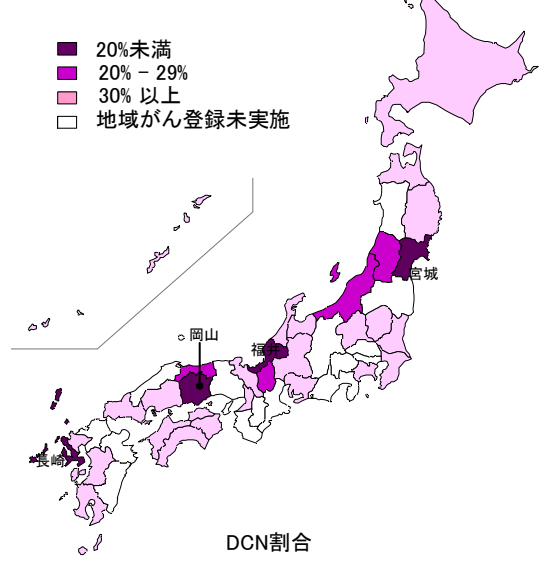 20%未満
20% - 29%
30% 以上
地域がん登録未実施
宮城
岡山
福井
長崎
DCN割合